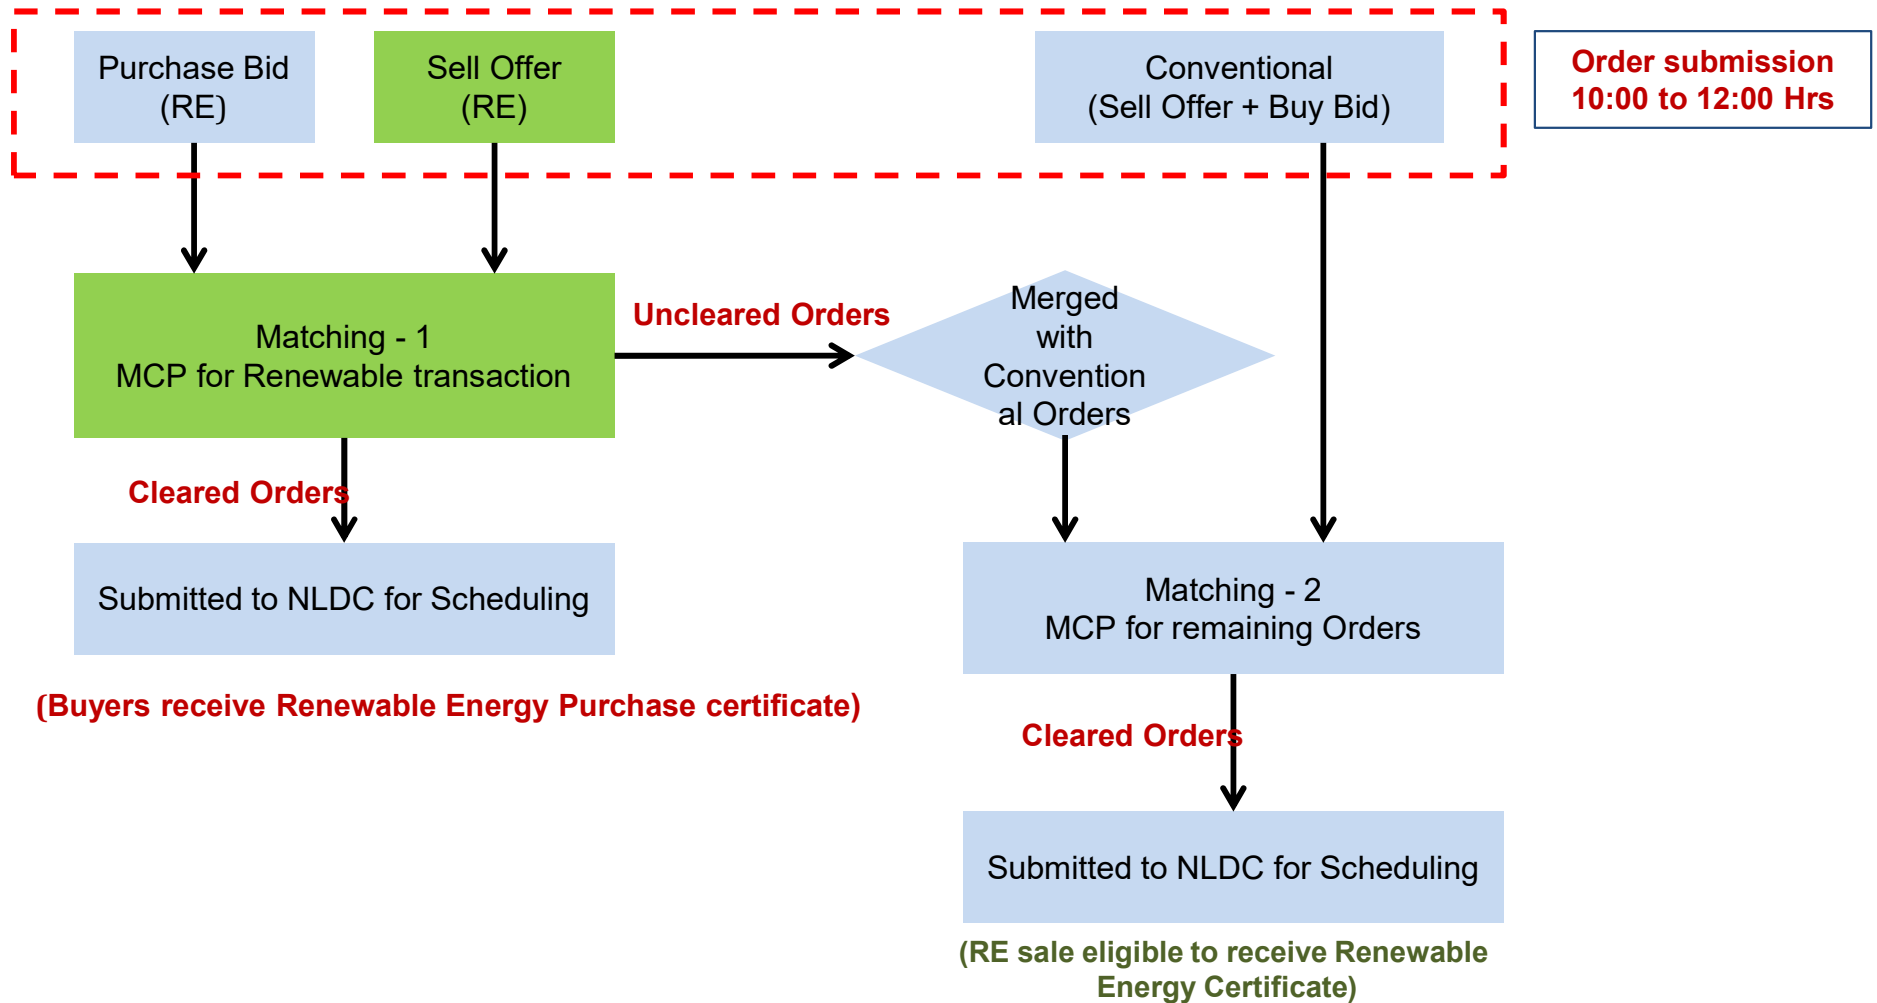 Purchase Bid
(RE)
Sell Offer
(RE)
Conventional
(Sell Offer + Buy Bid)
Order submission
10:00 to 12:00 Hrs
Matching - 1
MCP for Renewable transaction
Uncleared Orders
Merged
with
Convention
al Orders
Cleared Orders
Submitted to NLDC for Scheduling
Matching - 2
MCP for remaining Orders
(Buyers receive Renewable Energy Purchase certificate)
Cleared Orders
Submitted to NLDC for Scheduling
(RE sale eligible to receive Renewable
Energy Certificate)